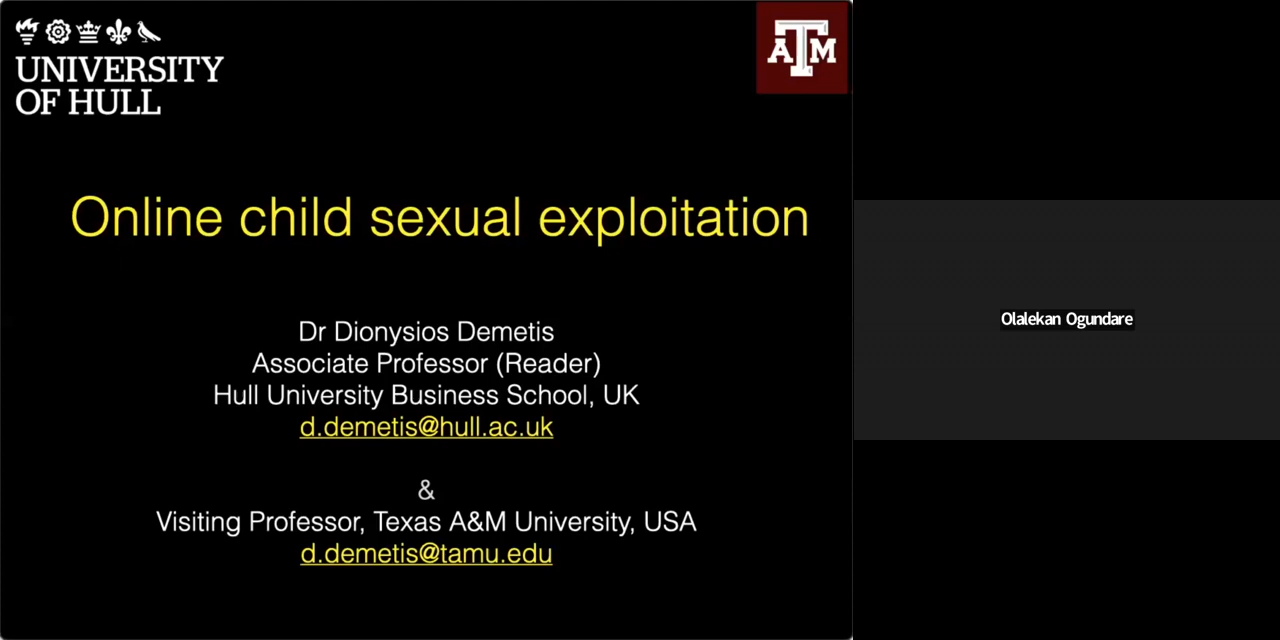 UNIVERSITY
OF HULL
ATM
Online child sexual exploitation
Dr Dionysios Demetis
Associate Professor (Reader)
Hull University Business School, UK
d.demetis@hull.ac.uk
&
Visiting Professor, Texas A&M University, USA
d.demetis@tamu.edu
Olalekan Ogundare